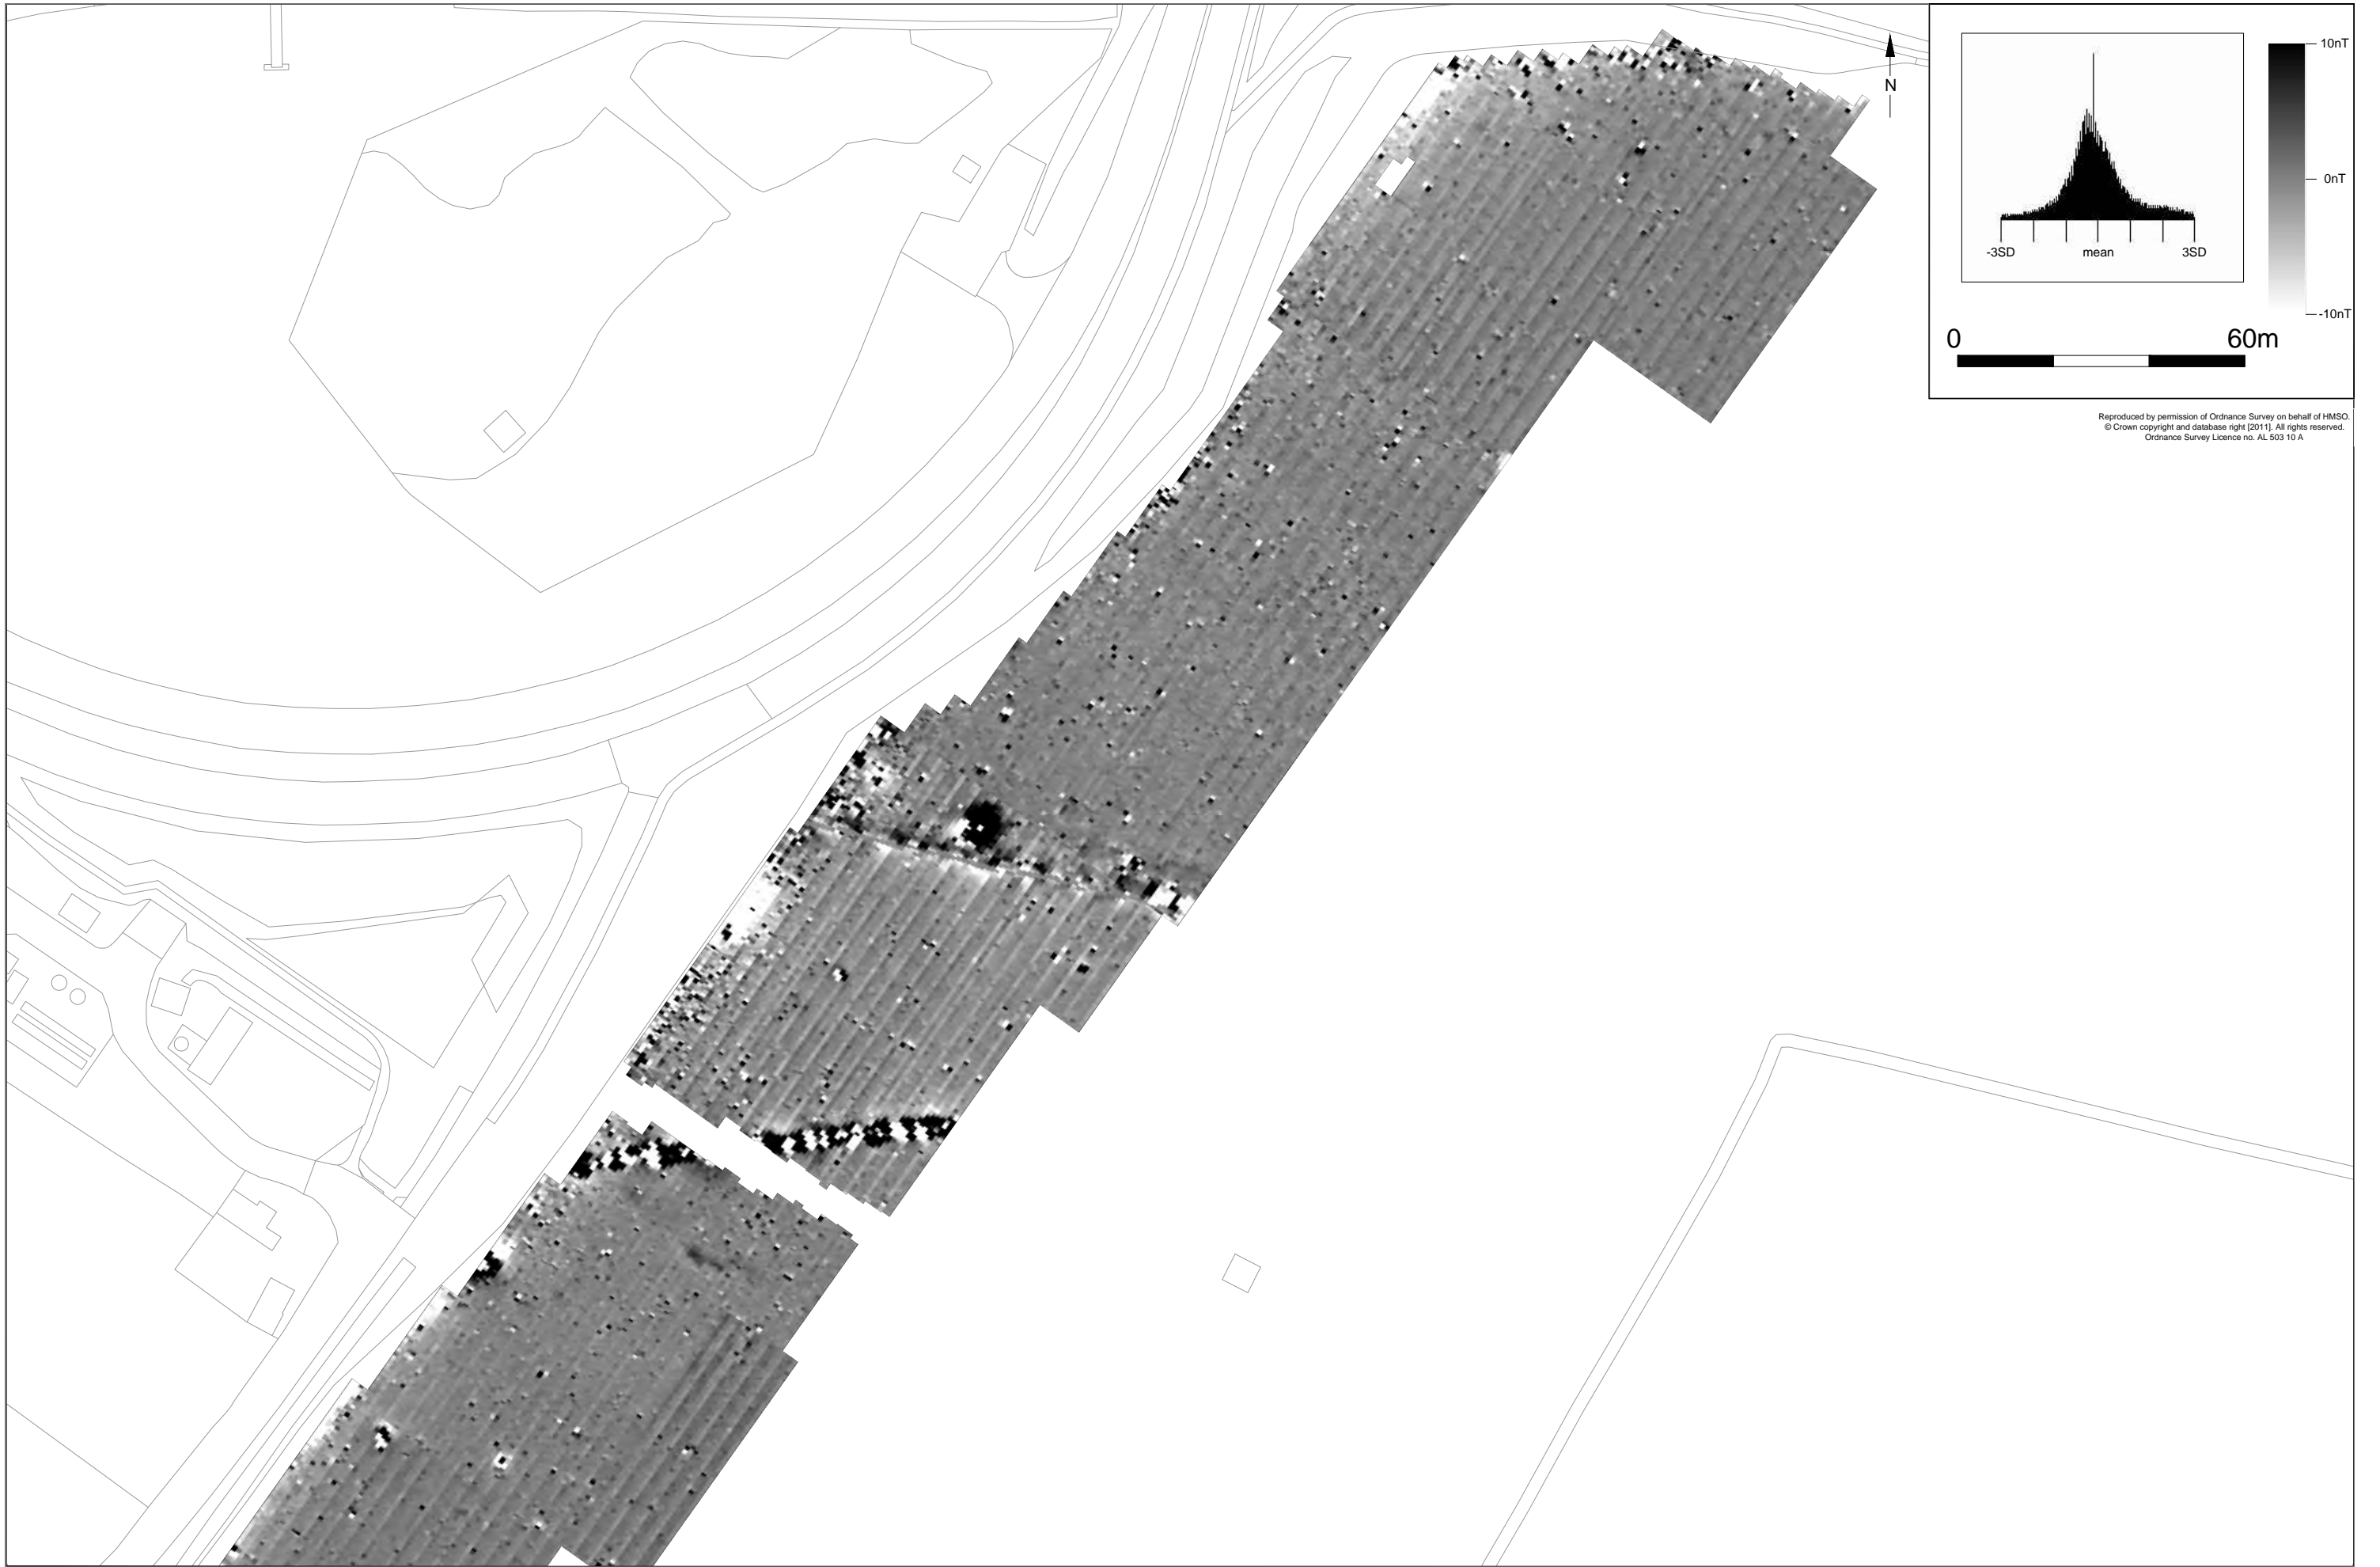 10nT
N
0nT
-3SD mean 3SD
-10nT
0 60m
Reproduced by permission of Ordnance Survey on behalf of HMSO.
© Crown copyright and database right [2011]. All rights reserved.
Ordnance Survey Licence no. AL 503 10 A